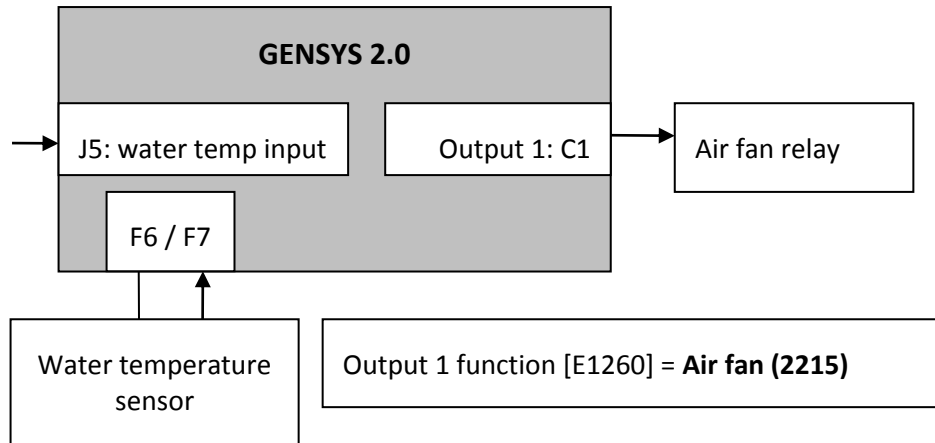 GENSYS 2.0
J5: water temp input
Output 1: C1
Air fan relay
F6 / F7
Water temperature
sensor
Output 1 function [E1260] = Air fan (2215)